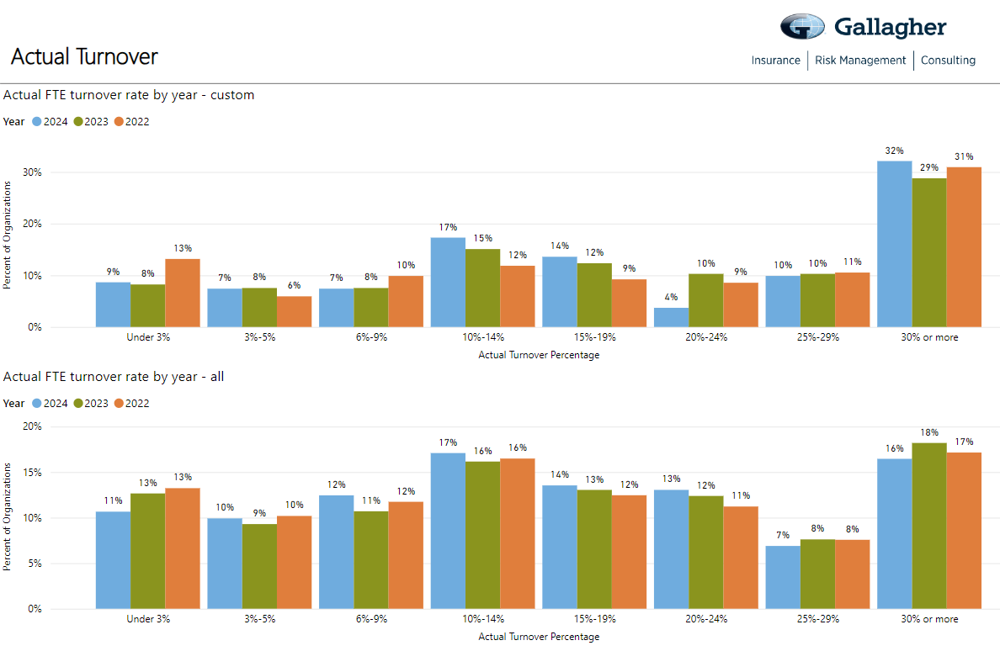 Gallagher
Insurance | Risk Management | Consulting
Actual Turnover
Actual FTE turnover rate by year - custom
Year 2024 2023 2022
Percent of Organizations
30%
20%
10%
0%
9% 8% 13%
7% 8% 6%
7% 8% 10%
17% 15% 12%
14% 12% 9%
4% 10% 9%
10% 10% 11%
32% 29% 31%
Under 3% 3%-5% 6%-9% 10%-14% 15%-19% 20%-24% 25%-29% 30% or more
Actual Turnover Percentage
Actual FTE turnover rate by year - all
Year 2024 2023 2022
Percent of Organizations
20%
15%
10%
5%
0%
11% 13% 13%
10% 9% 10%
12% 11% 12%
17% 16% 16%
14% 13% 12%
13% 12% 11%
7% 8% 8%
16% 18% 17%
Under 3% 3%-5% 6%-9% 10%-14% 15%-19% 20%-24% 25%-29% 30% or more
Actual Turnover Percentage